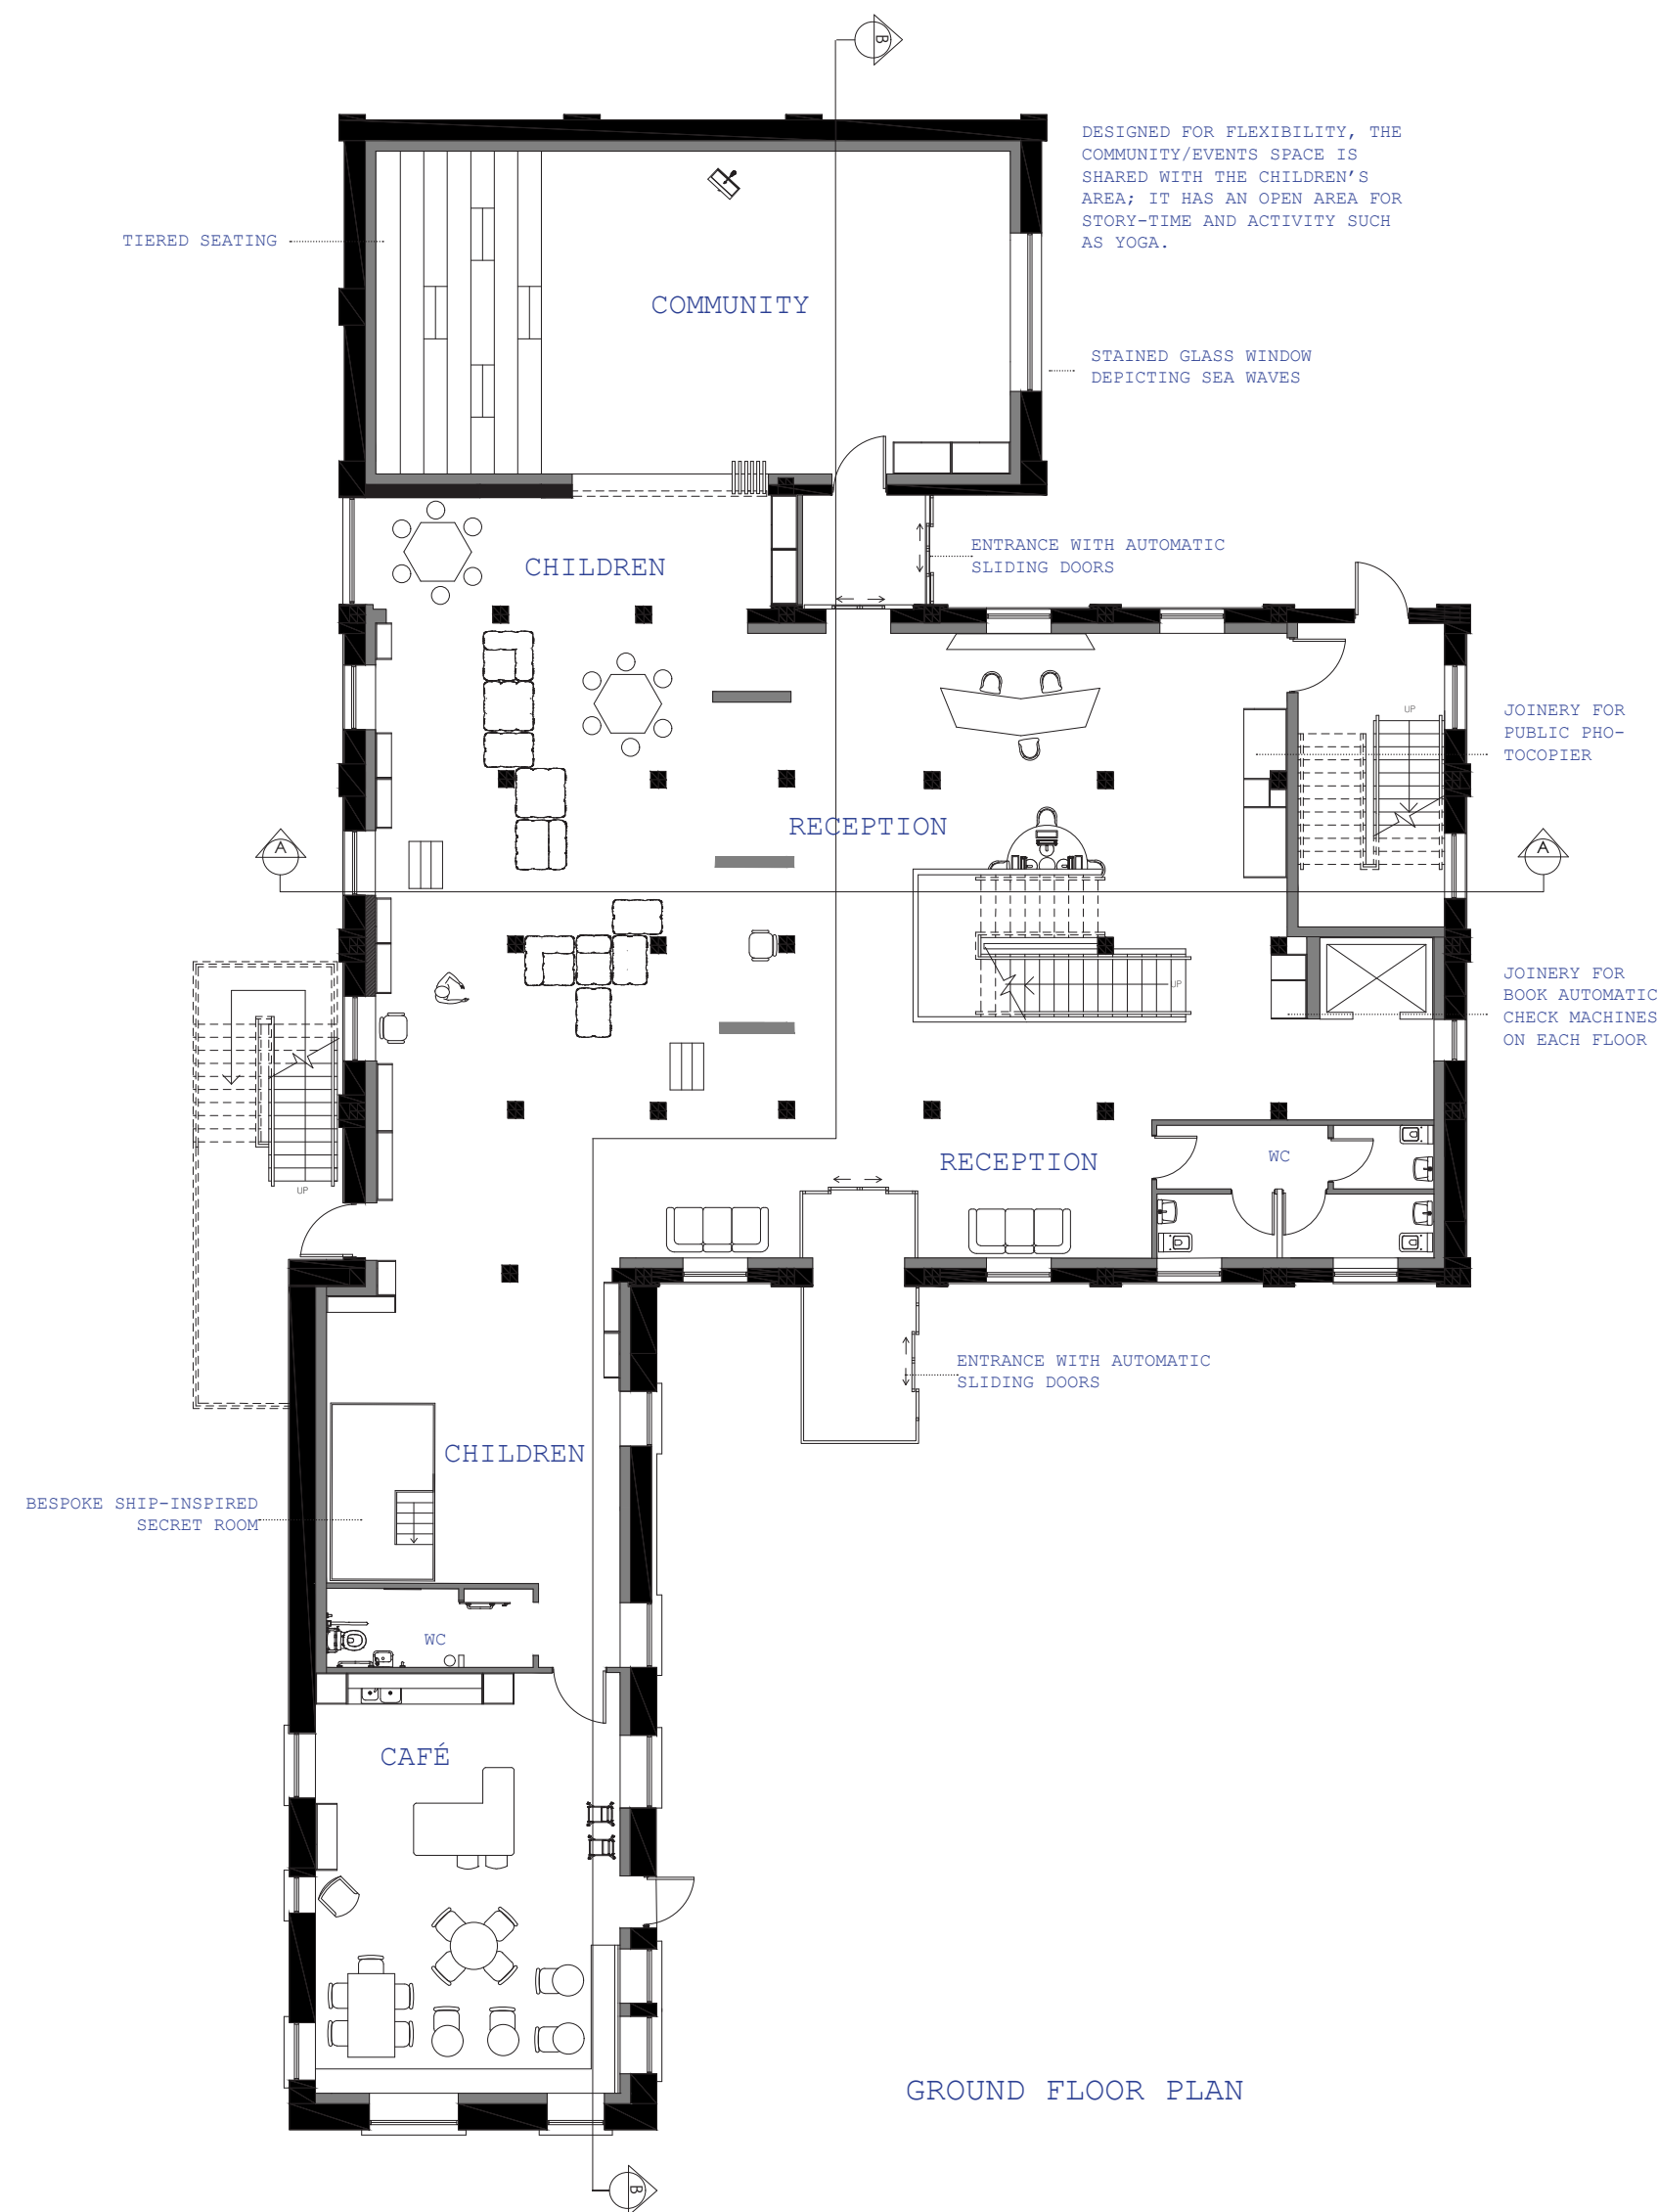 B
DESIGNED FOR FLEXIBILITY, THE
COMMUNITY/EVENTS SPACE IS
SHARED WITH THE CHILDREN'S
AREA; IT HAS AN OPEN AREA FOR
STORY-TIME AND ACTIVITY SUCH
AS YOGA.
TIERED SEATING
COMMUNITY
STAINED GLASS WINDOW
DEPICTING SEA WAVES
ENTRANCE WITH AUTOMATIC
SLIDING DOORS
CHILDREN
UP
JOINERY FOR
PUBLIC PHO-
TOCOPIER
RECEPTION
A
A
JOINERY FOR
BOOK AUTOMATIC
CHECK MACHINES
ON EACH FLOOR
UP
RECEPTION
WC
UP
ENTRANCE WITH AUTOMATIC
SLIDING DOORS
CHILDREN
BESPOKE SHIP-INSPIRED
SECRET ROOM
WC
CAFÉ
GROUND FLOOR PLAN
B